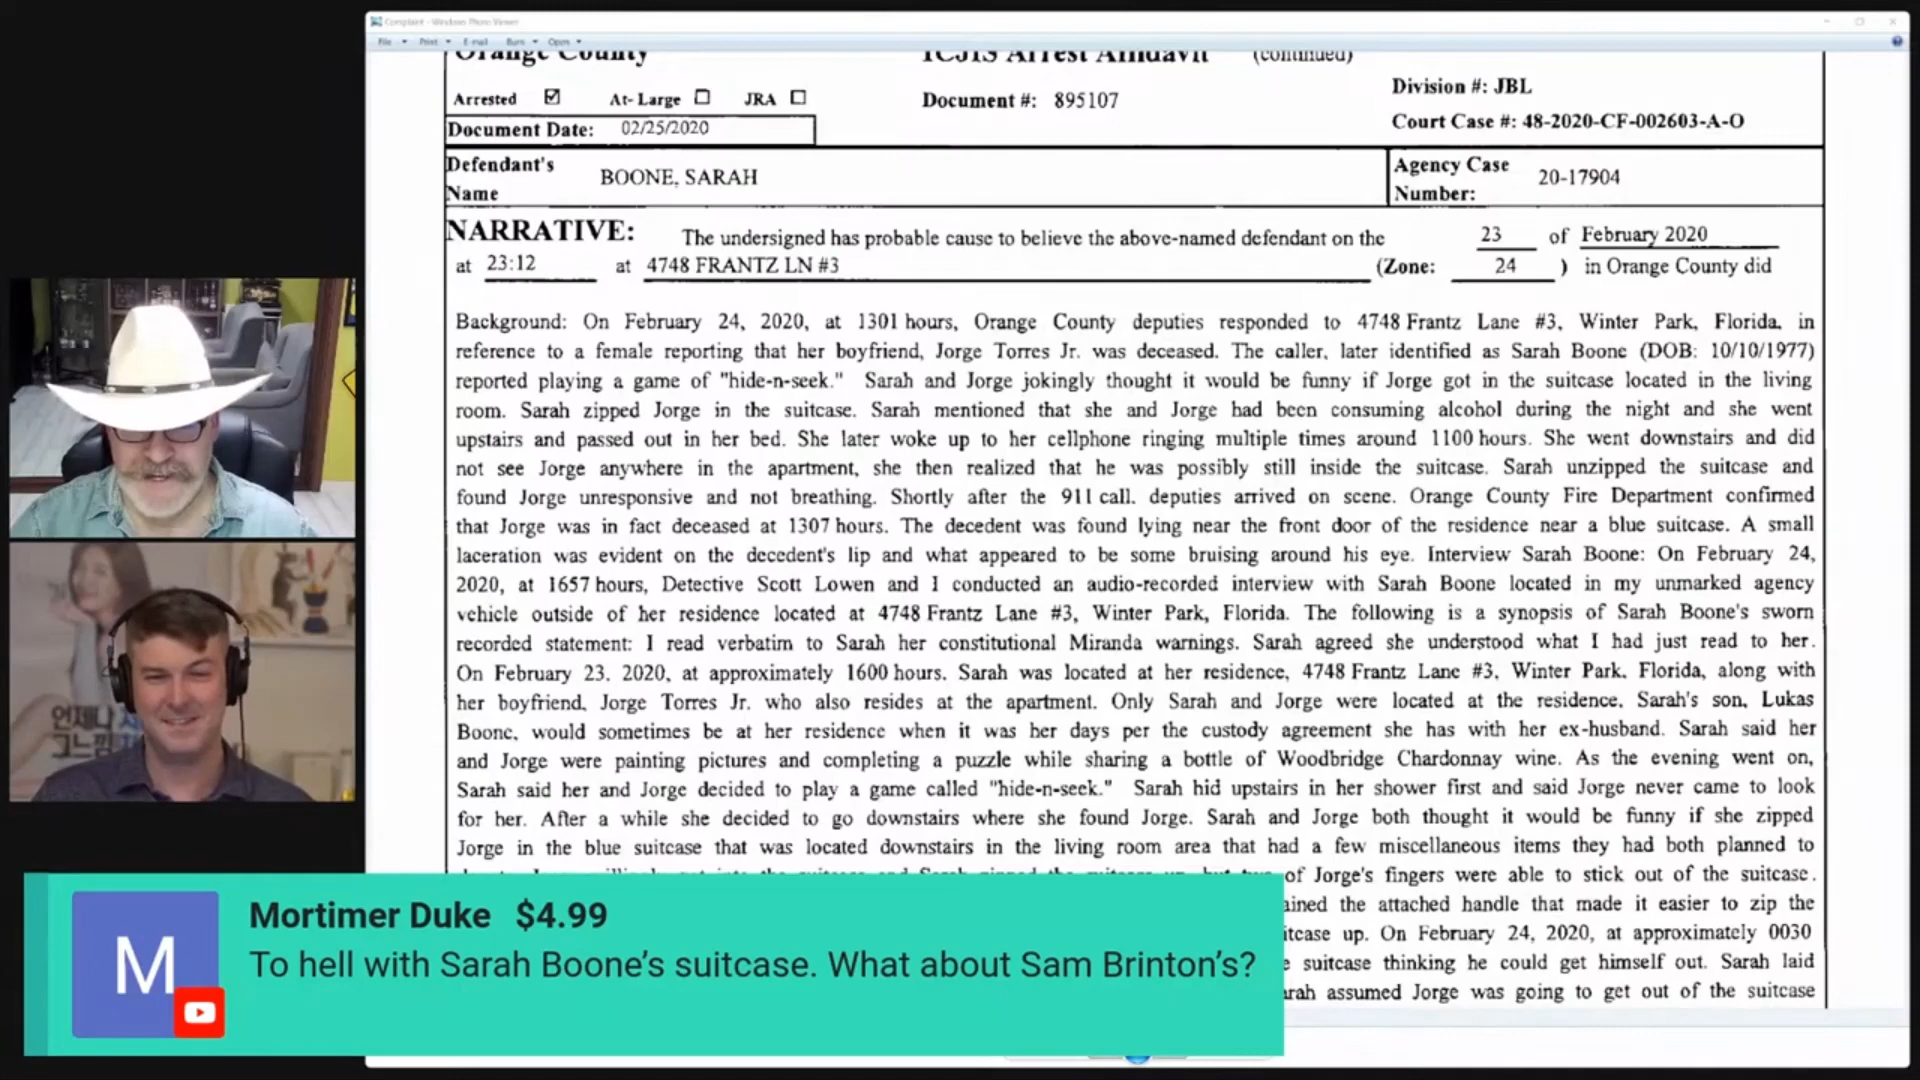 Complaint - Windows Photo Viewer
File Print E-mail Burn Open
Orange County ICJIS Arrest Affidavit (continued)
Arrested At-Large JRA
Document #: 895107
Division #: JBL
Court Case #: 48-2020-CF-002603-A-O
Document Date: 02/25/2020
Defendant's Name
BOONE, SARAH
Agency Case Number:
20-17904
NARRATIVE: The undersigned has probable cause to believe the above-named defendant on the 23 of February 2020
at 23:12 at 4748 FRANTZ LN #3 (Zone: 24 ) in Orange County did
Background: On February 24, 2020, at 1301 hours, Orange County deputies responded to 4748 Frantz Lane #3, Winter Park, Florida, in
reference to a female reporting that her boyfriend, Jorge Torres Jr. was deceased. The caller, later identified as Sarah Boone (DOB: 10/10/1977)
reported playing a game of "hide-n-seek." Sarah and Jorge jokingly thought it would be funny if Jorge got in the suitcase located in the living
room. Sarah zipped Jorge in the suitcase. Sarah mentioned that she and Jorge had been consuming alcohol during the night and she went
upstairs and passed out in her bed. She later woke up to her cellphone ringing multiple times around 1100 hours. She went downstairs and did
not see Jorge anywhere in the apartment, she then realized that he was possibly still inside the suitcase. Sarah unzipped the suitcase and
found Jorge unresponsive and not breathing. Shortly after the 911 call, deputies arrived on scene. Orange County Fire Department confirmed
that Jorge was in fact deceased at 1307 hours. The decedent was found lying near the front door of the residence near a blue suitcase. A small
laceration was evident on the decedent's lip and what appeared to be some bruising around his eye. Interview Sarah Boone: On February 24,
2020, at 1657 hours, Detective Scott Lowen and I conducted an audio-recorded interview with Sarah Boone located in my unmarked agency
vehicle outside of her residence located at 4748 Frantz Lane #3, Winter Park, Florida. The following is a synopsis of Sarah Boone's sworn
recorded statement: I read verbatim to Sarah her constitutional Miranda warnings. Sarah agreed she understood what I had just read to her.
On February 23, 2020, at approximately 1600 hours, Sarah was located at her residence, 4748 Frantz Lane #3, Winter Park, Florida, along with
her boyfriend, Jorge Torres Jr. who also resides at the apartment. Only Sarah and Jorge were located at the residence. Sarah's son, Lukas
Boone, would sometimes be at her residence when it was her days per the custody agreement she has with her ex-husband. Sarah said her
and Jorge were painting pictures and completing a puzzle while sharing a bottle of Woodbridge Chardonnay wine. As the evening went on,
Sarah said her and Jorge decided to play a game called "hide-n-seek." Sarah hid upstairs in her shower first and said Jorge never came to look
for her. After a while she decided to go downstairs where she found Jorge. Sarah and Jorge both thought it would be funny if she zipped
Jorge in the blue suitcase that was located downstairs in the living room area that had a few miscellaneous items they had both planned to
of Jorge's fingers were able to stick out of the suitcase.
the attached handle that made it easier to zip the
up. On February 24, 2020, at approximately 0030
suitcase thinking he could get himself out. Sarah laid
assumed Jorge was going to get out of the suitcase
언제나
그느낌
M
Mortimer Duke $4.99
To hell with Sarah Boone’s suitcase. What about Sam Brinton’s?